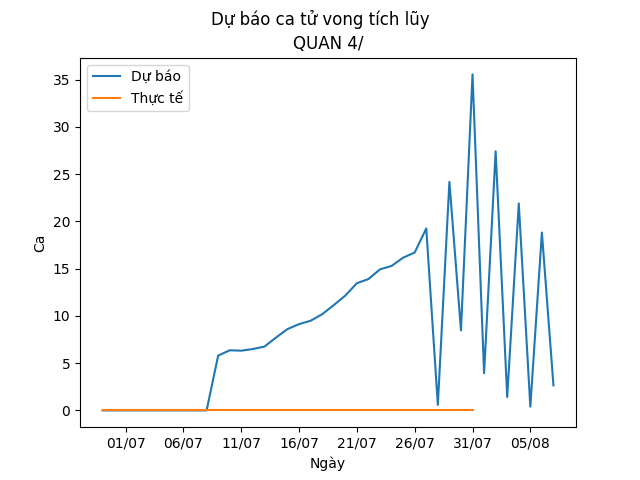 Dự báo ca tử vong tích lũy
QUAN 4/
Dự báo
Thực tế
35
30
25
20
15
10
5
0
Ca
01/07 06/07 11/07 16/07 21/07 26/07 31/07 05/08
Ngày